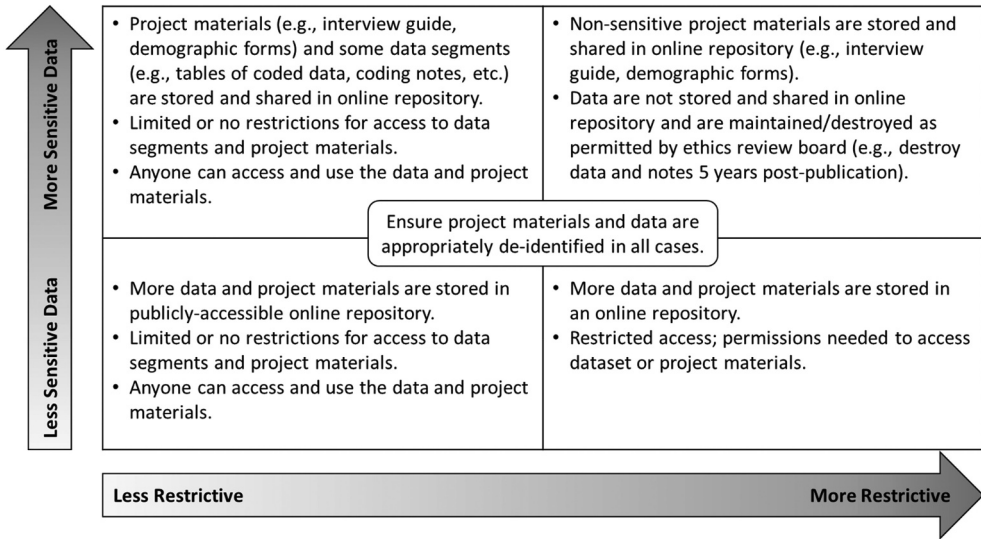 More Sensitive Data
Less Sensitive Data
• Project materials (e.g., interview guide,
demographic forms) and some data segments
(e.g., tables of coded data, coding notes, etc.)
are stored and shared in online repository.
• Limited or no restrictions for access to data
segments and project materials.
• Anyone can access and use the data and project
materials.
• Non-sensitive project materials are stored and
shared in online repository (e.g., interview
guide, demographic forms).
• Data are not stored and shared in online
repository and are maintained/destroyed as
permitted by ethics review board (e.g., destroy
data and notes 5 years post-publication).
Ensure project materials and data are
appropriately de-identified in all cases.
• More data and project materials are stored in
publicly-accessible online repository.
• Limited or no restrictions for access to data
segments and project materials.
• Anyone can access and use the data and project
materials.
• More data and project materials are stored in
an online repository.
• Restricted access; permissions needed to access
dataset or project materials.
Less Restrictive
More Restrictive